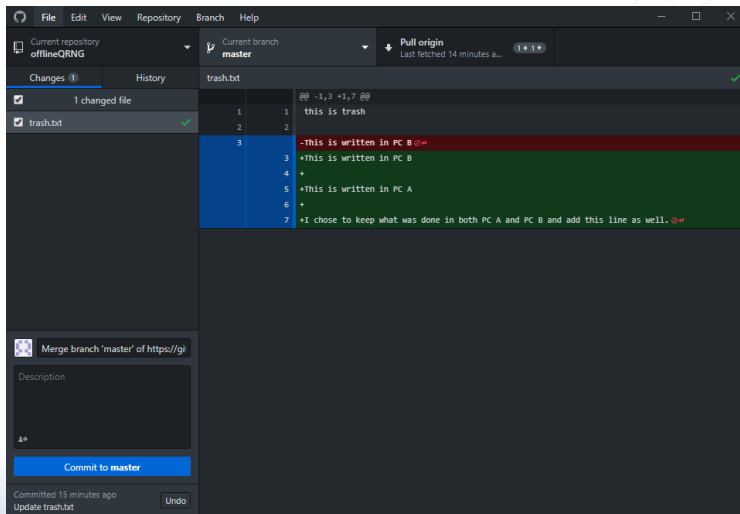 File Edit View Repository Branch Help
Current repository
offlineQRNG
Current branch
master
Pull origin
Last fetched 14 minutes a...
1 1
Changes 1 History
trash.txt
1 changed file
trash.txt
@@ -1,3 +1,7 @@
1 1 this is trash
2 2
3 -This is written in PC B
3 +This is written in PC B
4 +
5 +This is written in PC A
6 +
7 +I chose to keep what was done in both PC A and PC B and add this line as well.
Merge branch 'master' of https://gi
Description
Commit to master
Committed 15 minutes ago
Update trash.txt
Undo